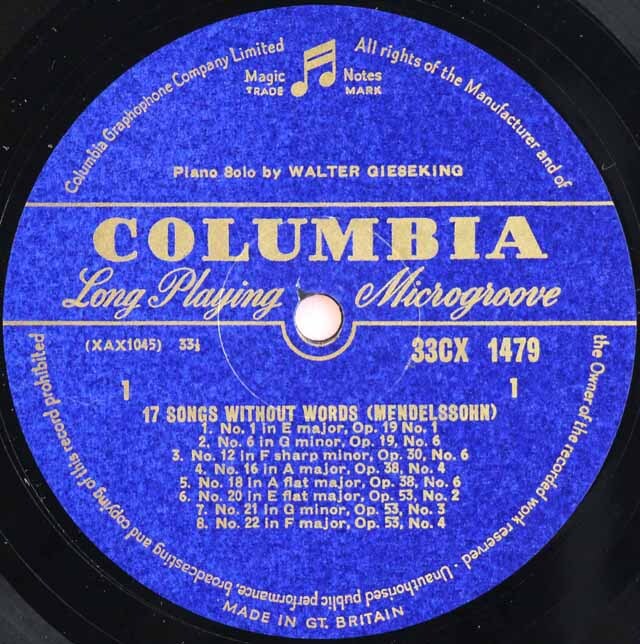 Columbia Graphophone Company Limited
Magic Notes
TRADE MARK
All rights of the Manufacturer and of
the Owner of the recorded work reserved - Unauthorised public performance, broadcasting and copying of this record prohibited
Piano Solo by WALTER GIESEKING
COLUMBIA
Long Playing Microgroove
(XAX1045) 33⅓
33CX 1479
1 1
17 SONGS WITHOUT WORDS (MENDELSSOHN)
1. No. 1 in E major, Op. 19 No. 1
2. No. 6 in G minor, Op. 19, No. 6
3. No. 12 in F sharp minor, Op. 30, No. 6
4. No. 16 in A major, Op. 38, No. 4
5. No. 18 in A flat major, Op. 38, No. 6
6. No. 20 in E flat major, Op. 53, No. 2
7. No. 21 in G minor, Op. 53, No. 3
8. No. 22 in F major, Op. 53, No. 4
MADE IN GT. BRITAIN